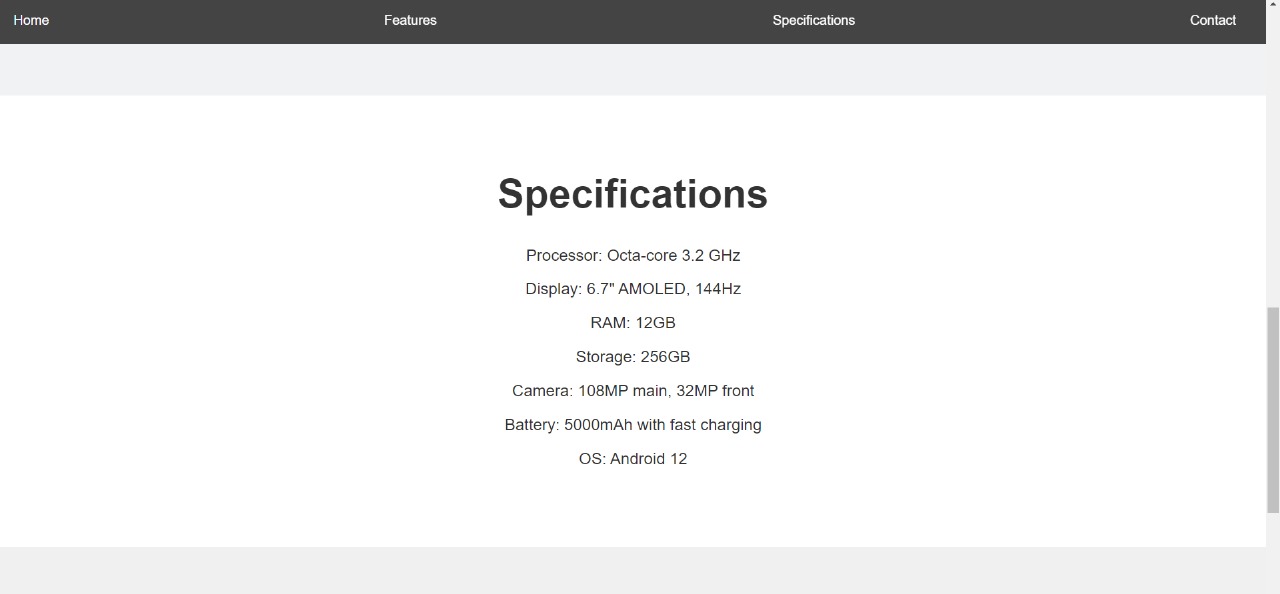 Home Features Specifications Contact
Specifications
Processor: Octa-core 3.2 GHz
Display: 6.7" AMOLED, 144Hz
RAM: 12GB
Storage: 256GB
Camera: 108MP main, 32MP front
Battery: 5000mAh with fast charging
OS: Android 12